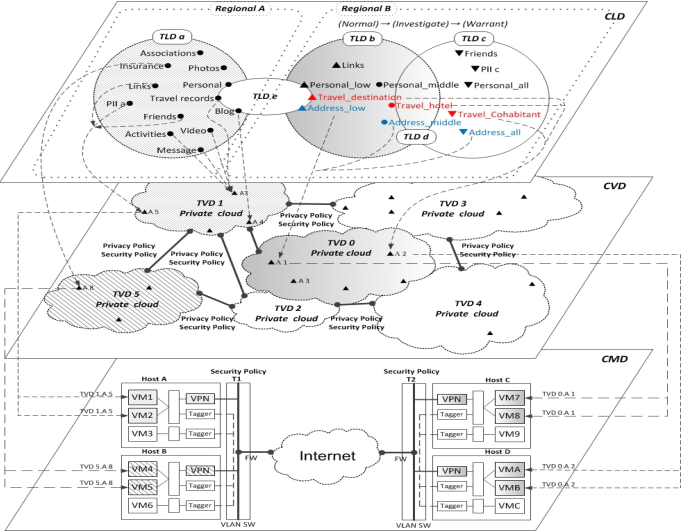 Regional A
Regional B
CLD
(Normal)→(Investigate)→(Warrant)
TLD a
TLD b
TLD c
Associations
Insurance
Photos
Links
Personal
PII a
Travel records
Friends
Blog
Activities
Video
Message
TLD e
Links
Personal_low
Personal_middle
Travel_destination
Address_low
Travel_hotel
Address_middle
TLD d
Friends
PII c
Personal_all
Travel_Cohabitant
Address_all
CVD
TVD 1
Private cloud
A7
A 5
A 4
TVD 3
Private cloud
Privacy Policy
Security Policy
TVD 0
Private cloud
A 1
A 2
A 3
Privacy Policy
Security Policy
Privacy Policy
Security Policy
Privacy Policy
Security Policy
A 8
TVD 5
Private cloud
TVD 2
Private cloud
TVD 4
Private cloud
Privacy Policy
Security Policy
Privacy Policy
Security Policy
CMD
Host A
Security Policy
T1
Security Policy
T2
Host C
TVD 1.A 5
VM1
VPN
TVD 1.A 5
VM2
Tagger
VM3
Tagger
Host B
TVD 5.A 8
VM4
VPN
TVD 5.A 8
VM5
Tagger
VM6
Tagger
FW
VLAN SW
Internet
FW
VLAN SW
VPN
VM7
TVD 0.A 1
Tagger
VM8
TVD 0.A 1
Tagger
VM9
Host D
VPN
VMA
TVD 0.A 2
Tagger
VMB
TVD 0.A 2
Tagger
VMC